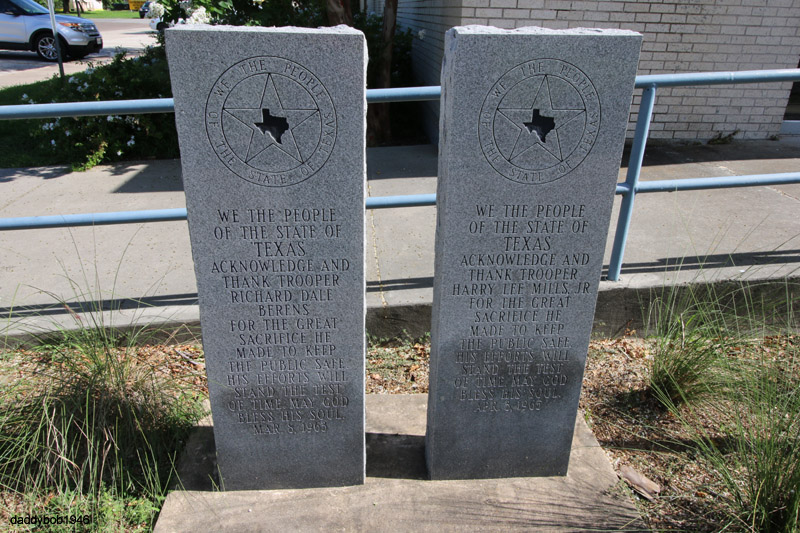 WE THE PEOPLE
OF THE STATE OF
TEXAS
WE THE PEOPLE
OF THE STATE OF
TEXAS
ACKNOWLEDGE AND
THANK TROOPER
RICHARD DALE
BERENS
FOR THE GREAT
SACRIFICE HE
MADE TO KEEP
THE PUBLIC SAFE
HIS EFFORTS WILL
STAND THE TEST
OF TIME MAY GOD
BLESS HIS SOUL.
MAR 8, 1963
WE THE PEOPLE
OF THE STATE OF
TEXAS
WE THE PEOPLE
OF THE STATE OF
TEXAS
ACKNOWLEDGE AND
THANK TROOPER
HARRY LEE MILLS, JR
FOR THE GREAT
SACRIFICE HE
MADE TO KEEP
THE PUBLIC SAFE
HIS EFFORTS WILL
STAND THE TEST
OF TIME MAY GOD
BLESS HIS SOUL.
daddybob1946